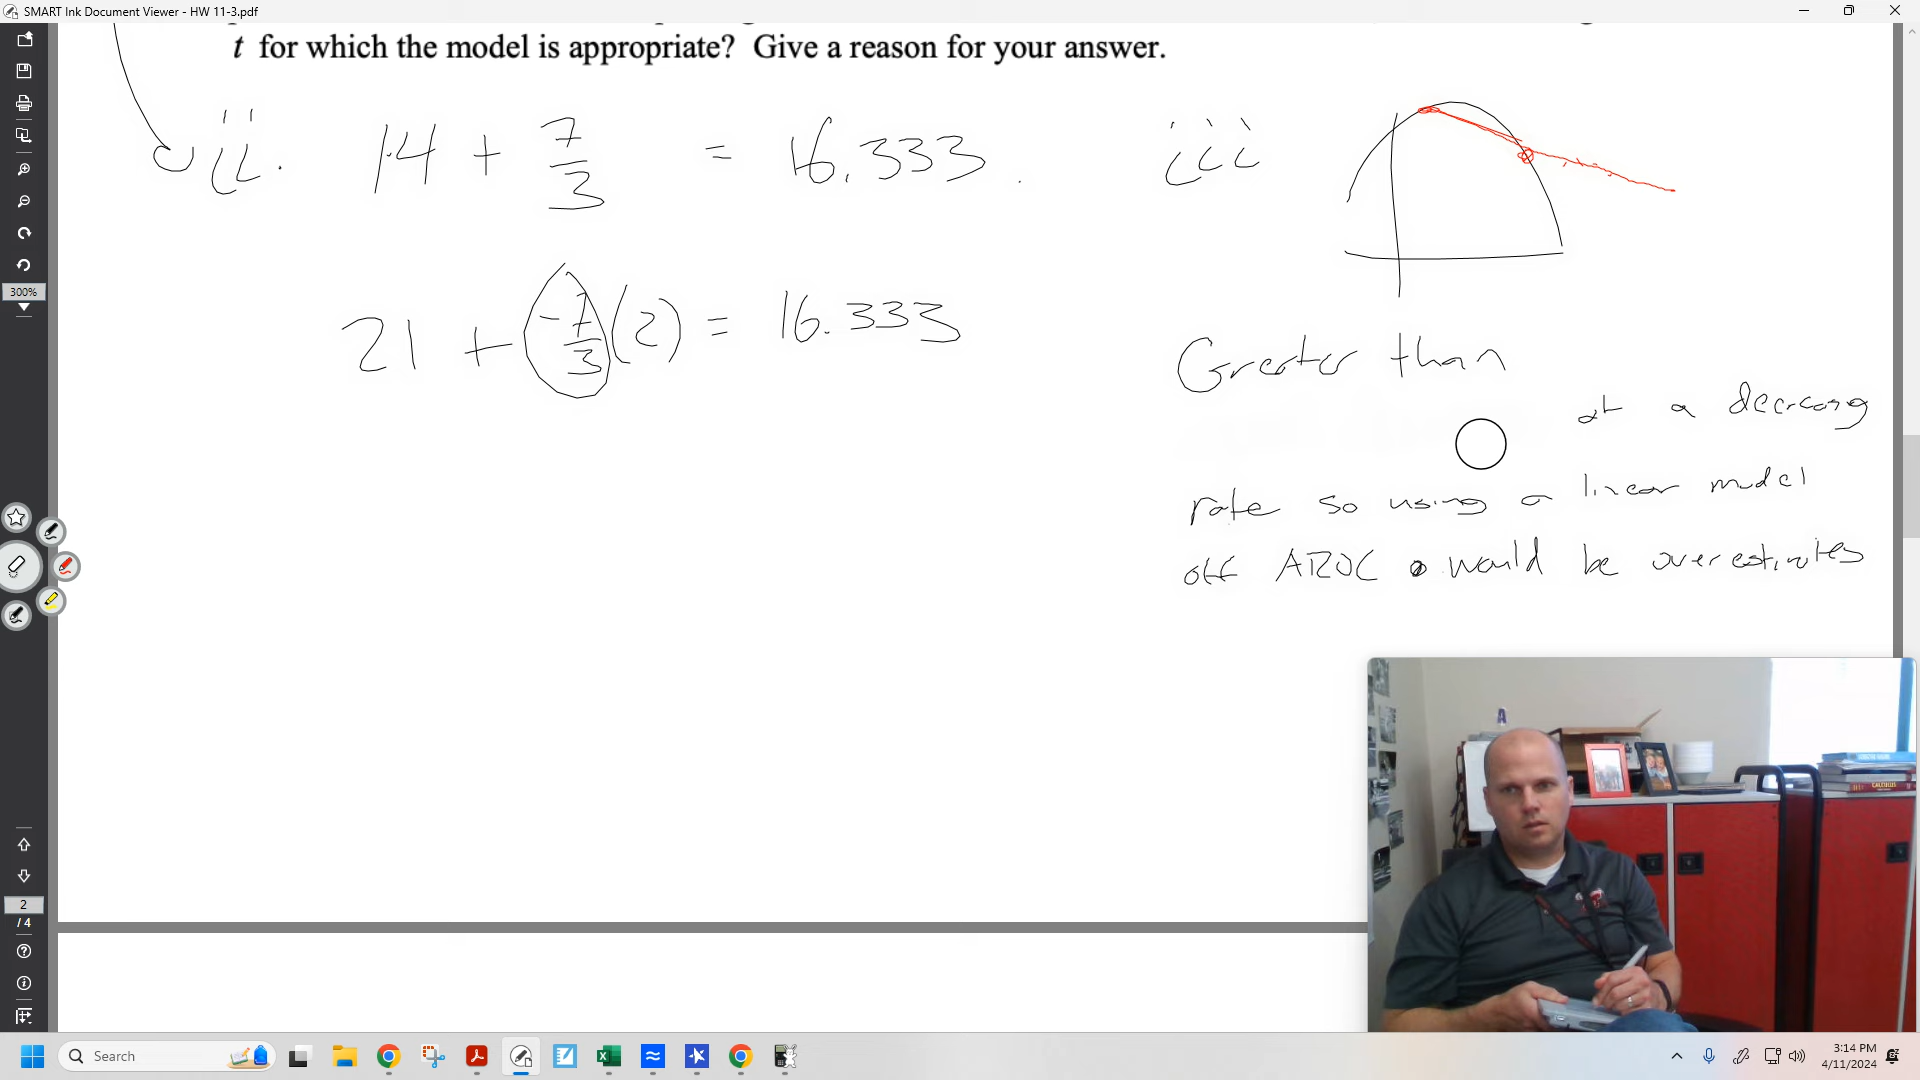 SMART Ink Document Viewer - HW 11-3.pdf
t for which the model is appropriate? Give a reason for your answer.
ii. 14 + 7/3 = 16.333
iii
21 + (-7/3)(2) = 16.333
Greater than
at a decreasing
rate so using a linear model
off AROC would be overestimates
300%
2
/ 4
CALCULUS
Search
3:14 PM
4/11/2024